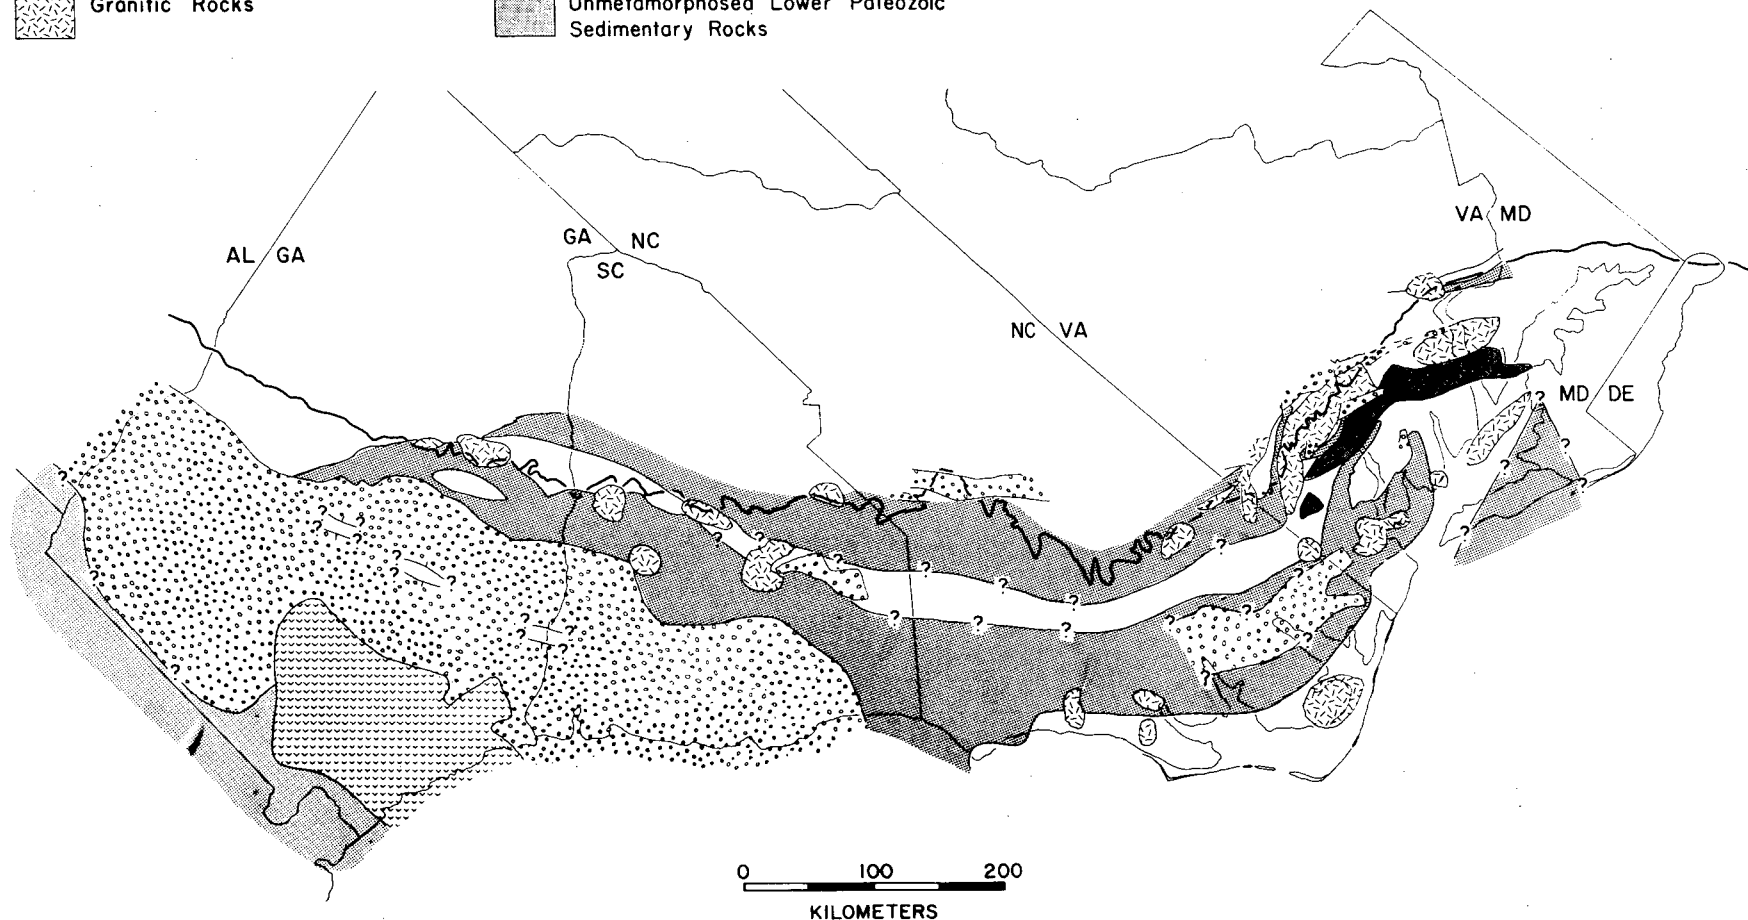 Granitic Rocks
Unmetamorphosed Lower Paleozoic
Sedimentary Rocks
VA MD
AL GA
GA NC
SC
NC VA
MD DE
? ? ? ? ? ? ? ? ? ? ? ? ? ? ? ? ? ? ? ? ? ? ? ? ? ? ? ? ? ? ?
0 100 200
KILOMETERS